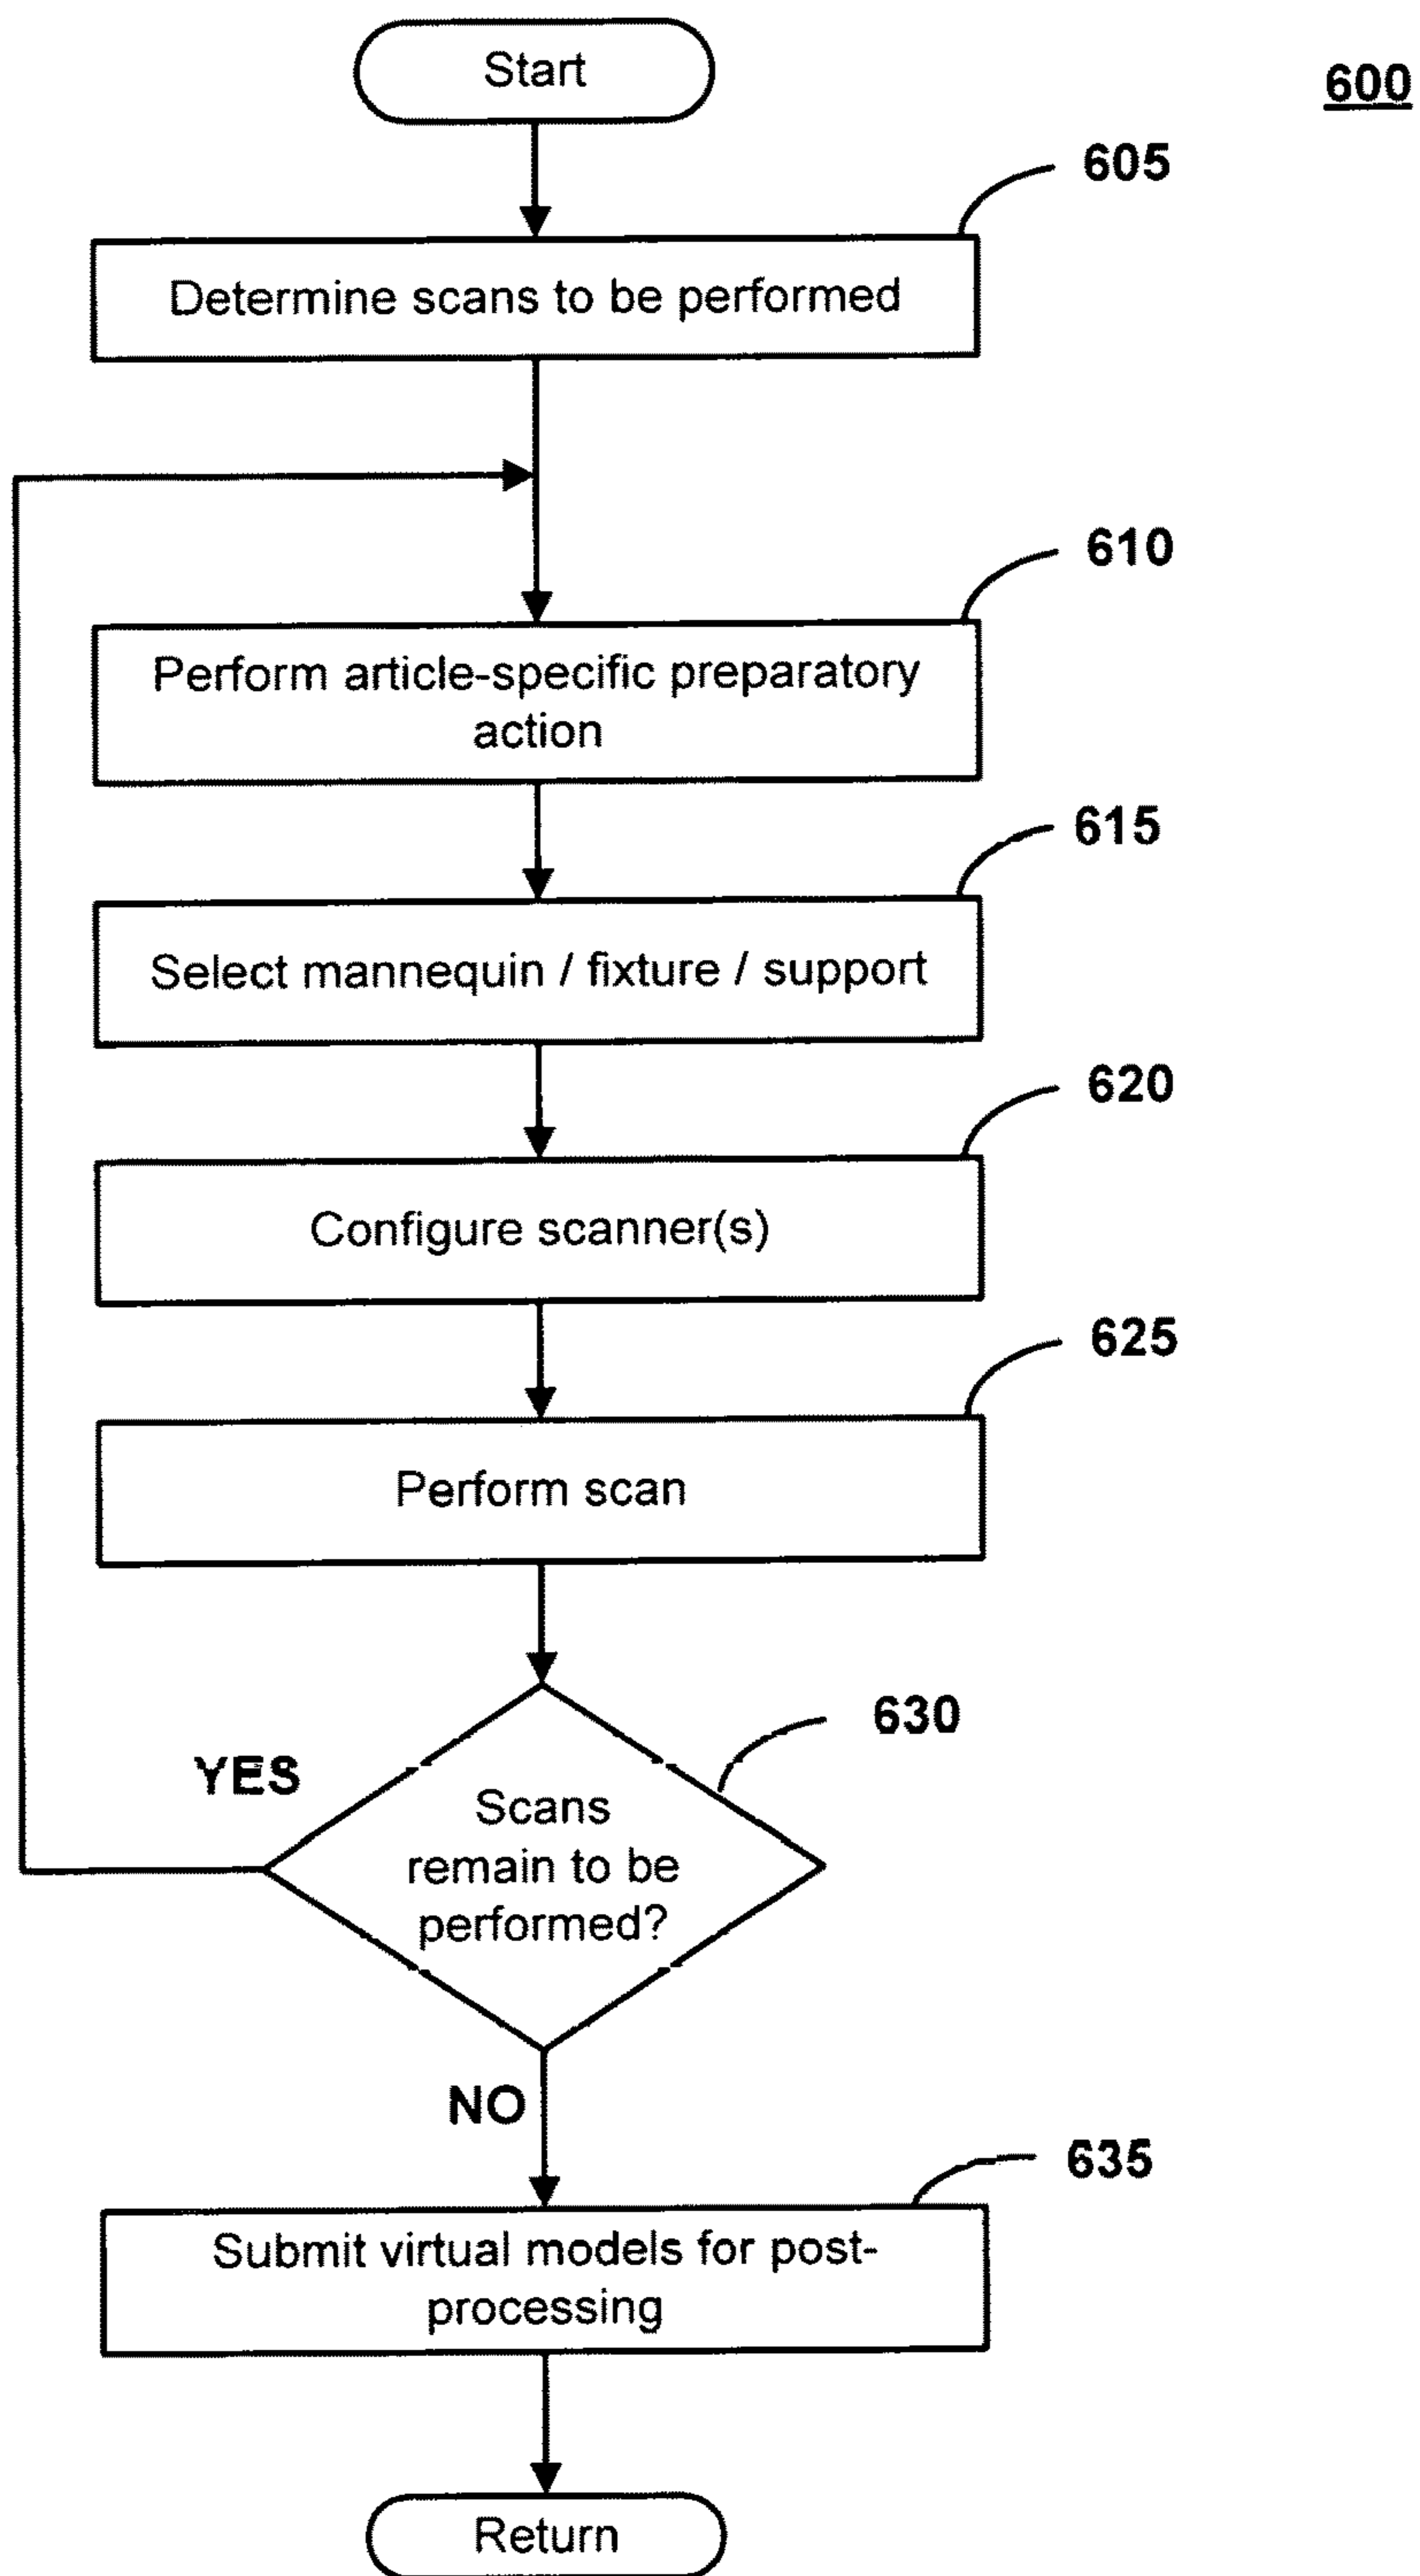 Start
600
605
Determine scans to be performed
610
Perform article-specific preparatory
action
615
Select mannequin / fixture / support
620
Configure scanner(s)
625
Perform scan
630
YES
Scans
remain to be
performed?
NO
635
Submit virtual models for post-
processing
Return